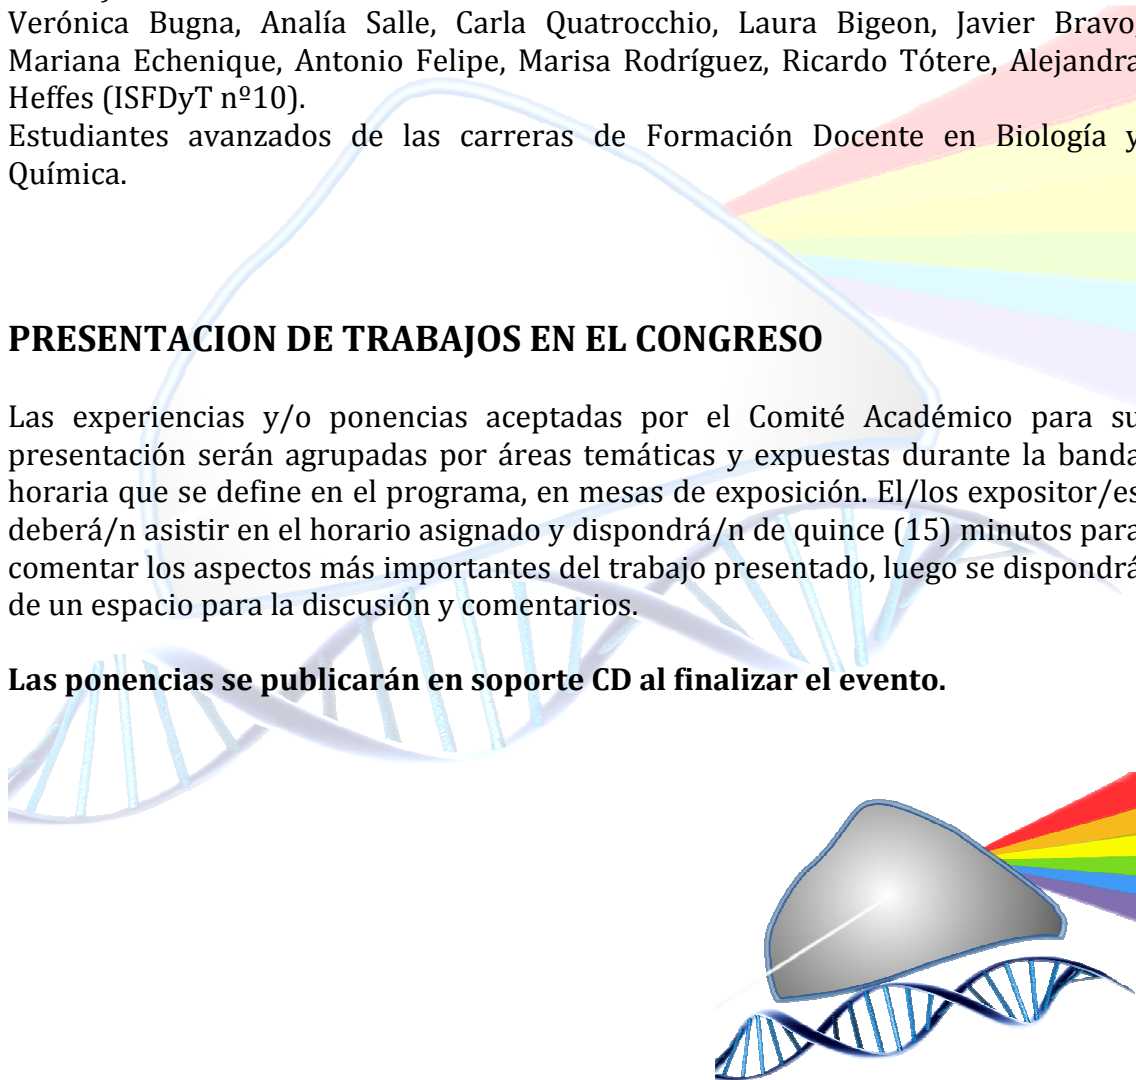 Verónica Bugna, Analía Salle, Carla Quatrocchio, Laura Bigeon, Javier Bravo,
Mariana Echenique, Antonio Felipe, Marisa Rodríguez, Ricardo Tótere, Alejandra
Heffes (ISFDyT nº10).
Estudiantes avanzados de las carreras de Formación Docente en Biología y
Química.
PRESENTACION DE TRABAJOS EN EL CONGRESO
Las experiencias y/o ponencias aceptadas por el Comité Académico para su
presentación serán agrupadas por áreas temáticas y expuestas durante la banda
horaria que se define en el programa, en mesas de exposición. El/los expositor/es
deberá/n asistir en el horario asignado y dispondrá/n de quince (15) minutos para
comentar los aspectos más importantes del trabajo presentado, luego se dispondrá
de un espacio para la discusión y comentarios.
Las ponencias se publicarán en soporte CD al finalizar el evento.